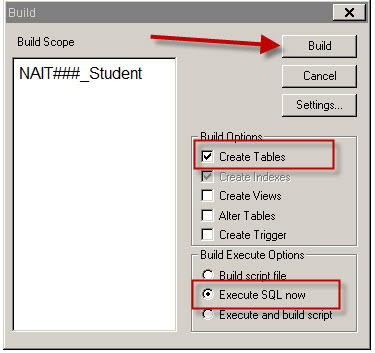 Build
Build Scope
NAIT###_Student
Build
Cancel
Settings...
Build Options
Create Tables
Create Indexes
Create Views
Alter Tables
Create Trigger
Build Execute Options
Build script file
Execute SQL now
Execute and build script